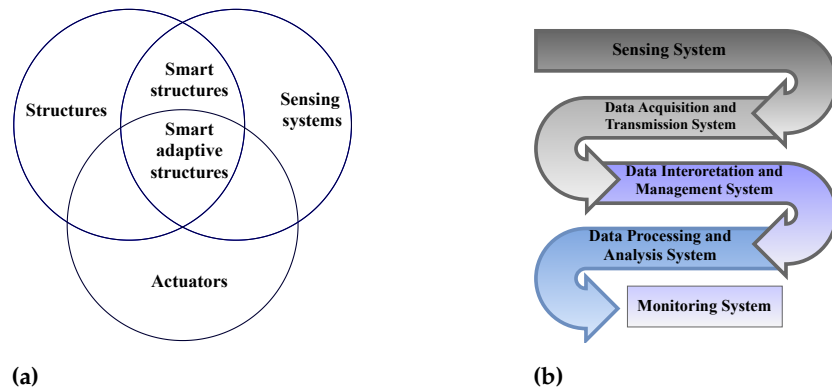 Structures
Smart
structures
Sensing
systems
Smart
adaptive
structures
Actuators
(a)
Sensing System
Data Acquisition and
Transmission System
Data Interoretation and
Management System
Data Processing and
Analysis System
Monitoring System
(b)